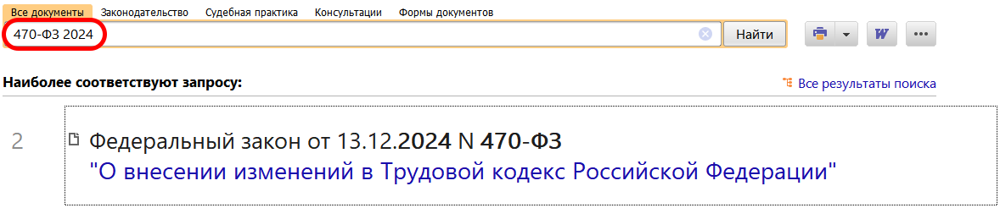 Все документы Законодательство Судебная практика Консультации Формы документов
470-ФЗ 2024 Найти W
Наиболее соответствуют запросу: Все результаты поиска
2 Федеральный закон от 13.12.2024 N 470-ФЗ
"О внесении изменений в Трудовой кодекс Российской Федерации"